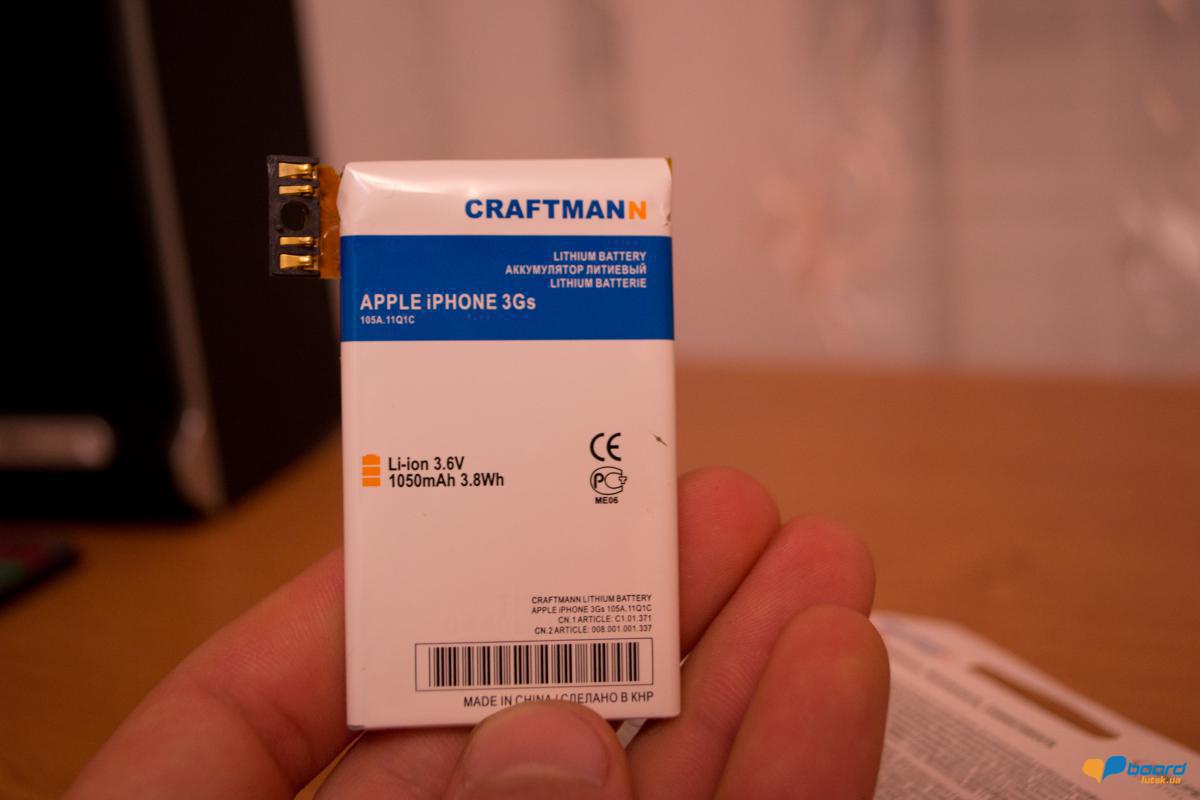 CRAFTMANN
LITHIUM BATTERY
АККУМУЛЯТОР ЛИТИЕВЫЙ
LITHIUM BATTERIE
APPLE iPHONE 3Gs
105A.11Q1C
Li-ion 3.6V
1050mAh 3.8Wh
CE
PC
ME06
CRAFTMANN LITHIUM BATTERY
APPLE iPHONE 3Gs 105A.11Q1C
CN.1 ARTICLE: C1.01.371
CN.2 ARTICLE: 008.001.001.337
MADE IN CHINA / СДЕЛАНО В КНР
board
lutsk.ua